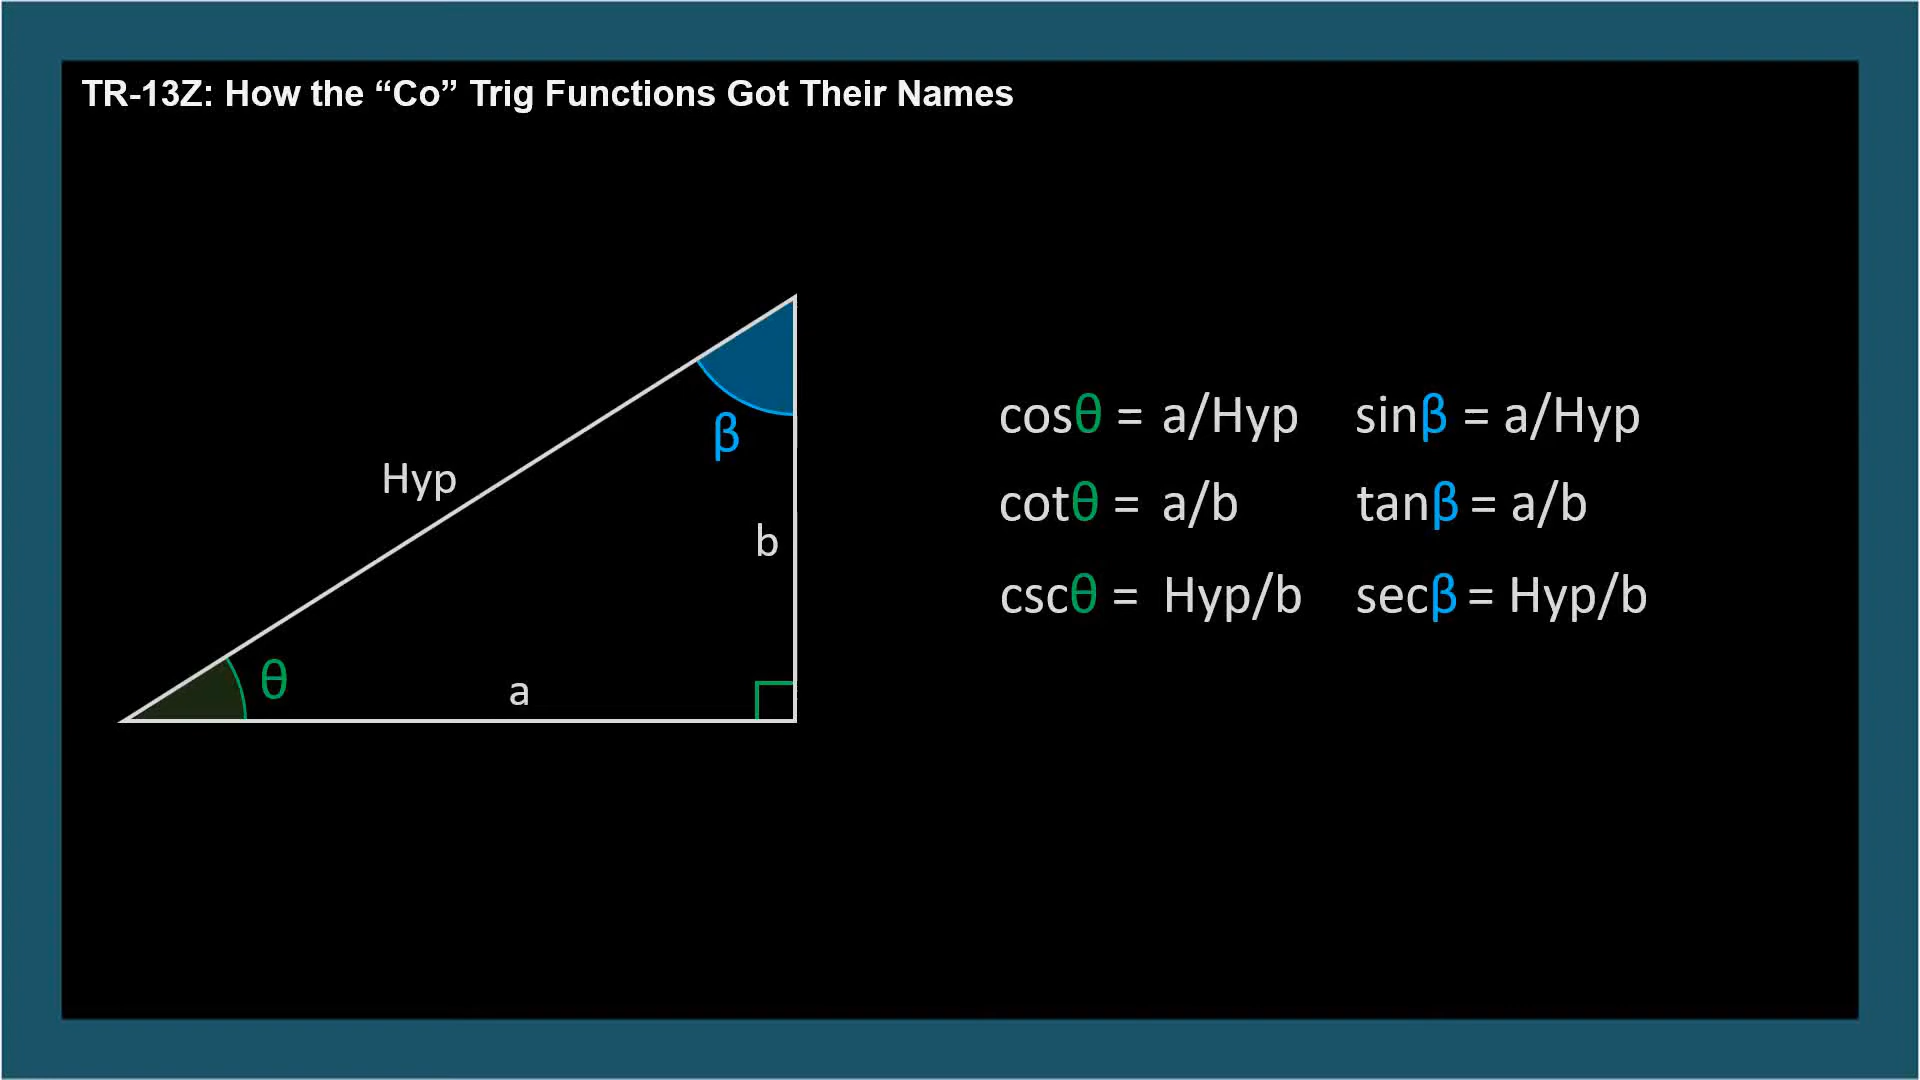 TR-13Z: How the “Co” Trig Functions Got Their Names
cosθ = a/Hyp sinβ = a/Hyp
β
Hyp
cotθ = a/b tanβ = a/b
b
cscθ = Hyp/b secβ = Hyp/b
θ
a